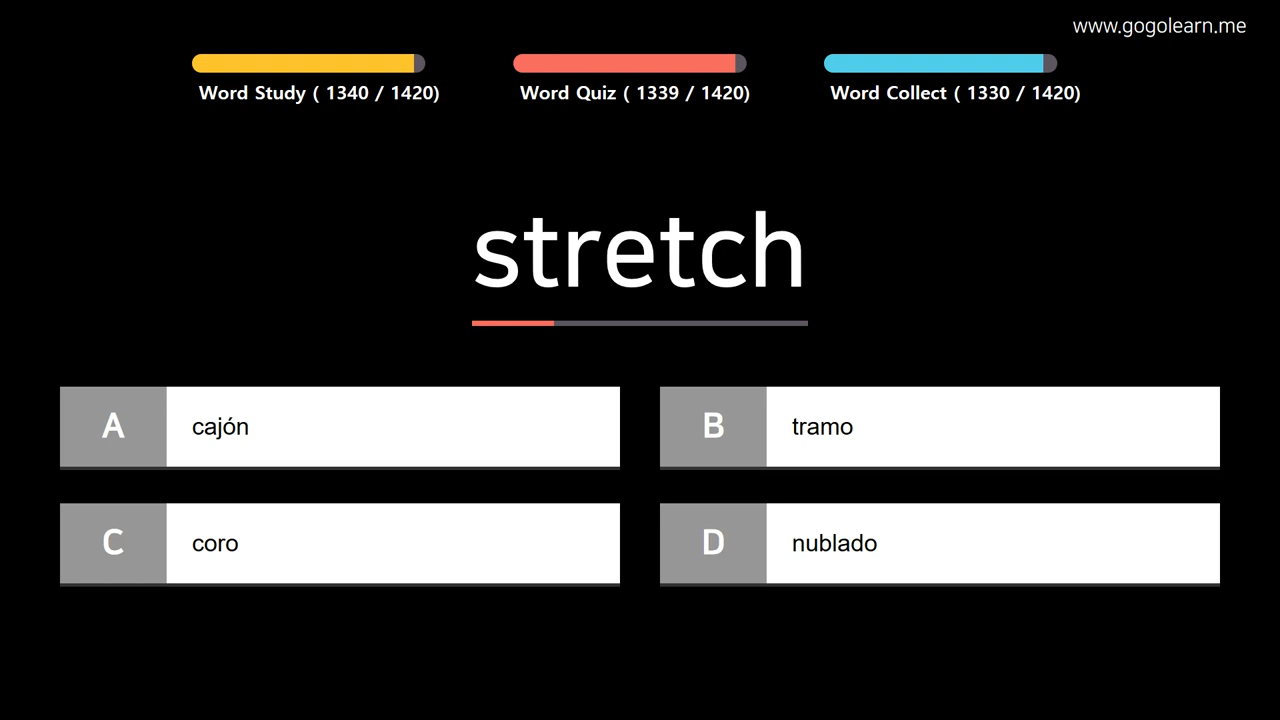 www.gogolearn.me
Word Study ( 1340 / 1420)
Word Quiz ( 1339 / 1420)
Word Collect ( 1330 / 1420)
stretch
A cajón
B tramo
C coro
D nublado